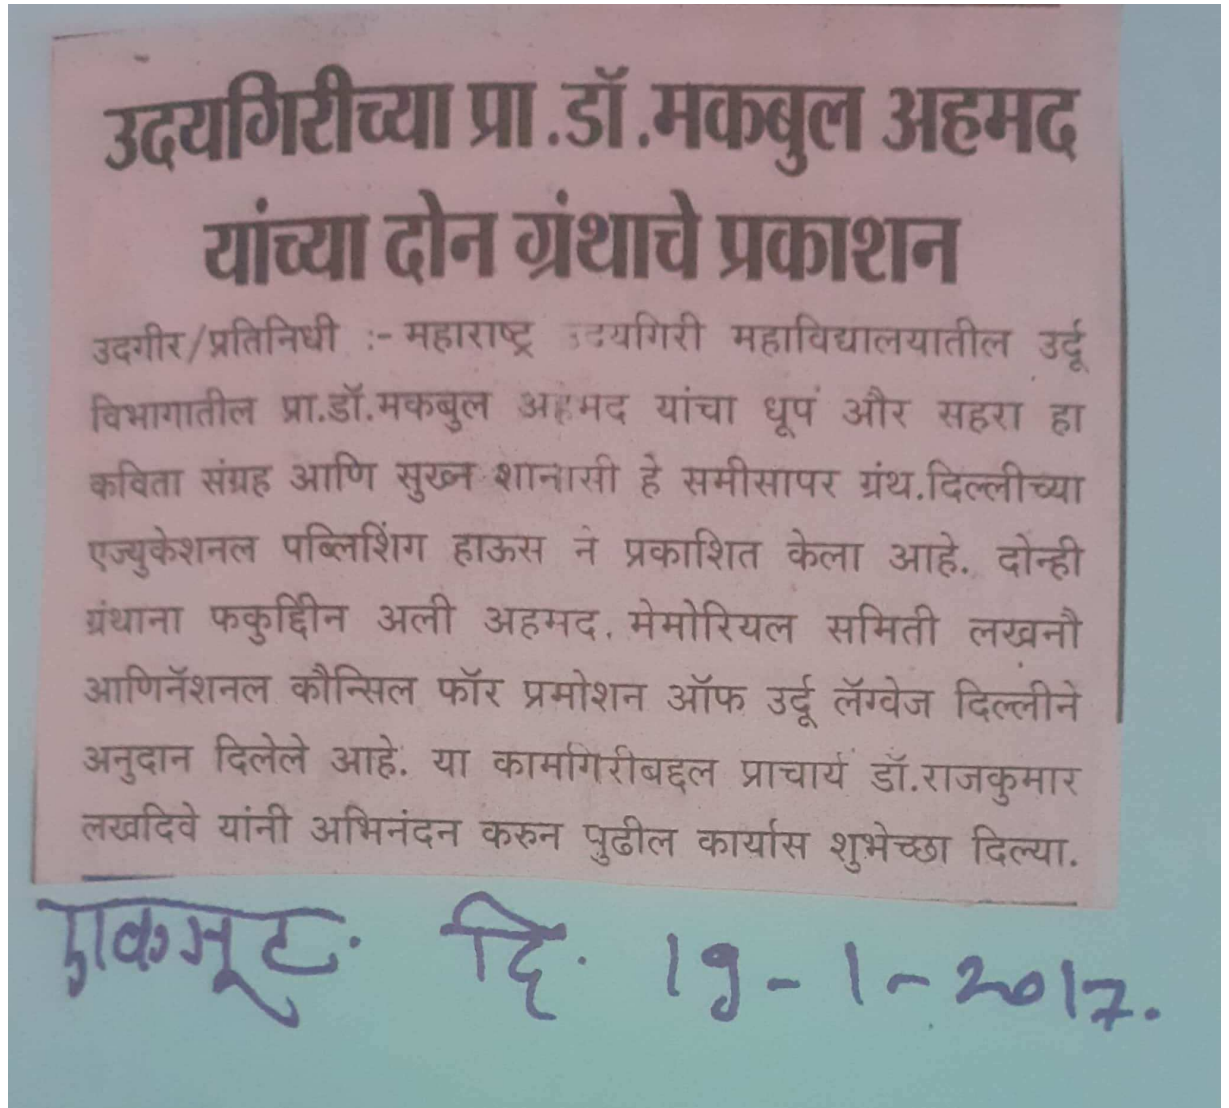 उदयगिरीच्या प्रा.डॉ.मकबुल अहमद
यांच्या दोन ग्रंथाचे प्रकाशन
उदगीर/प्रतिनिधी :- महाराष्ट्र उदयगिरी महाविद्यालयातील उर्दू
विभागातील प्रा.डॉ.मकबुल अहमद यांचा धूपं और सहरा हा
कविता संग्रह आणि सुख्न शानासी हे समीसापर ग्रंथ.दिल्लीच्या
एज्युकेशनल पब्लिशिंग हाऊस ने प्रकाशित केला आहे. दोन्ही
ग्रंथाना फकुद्दिीन अली अहमद. मेमोरियल समिती लखनौ
आणिनॅशनल कौन्सिल फॉर प्रमोशन ऑफ उर्दू लॅग्वेज दिल्लीने
अनुदान दिलेले आहे. या कामगिरीबद्दल प्राचार्य डॉ.राजकुमार
लखदिवे यांनी अभिनंदन करुन पुढील कार्यास शुभेच्छा दिल्या.
एकमूट. दि. 19-1-2017.